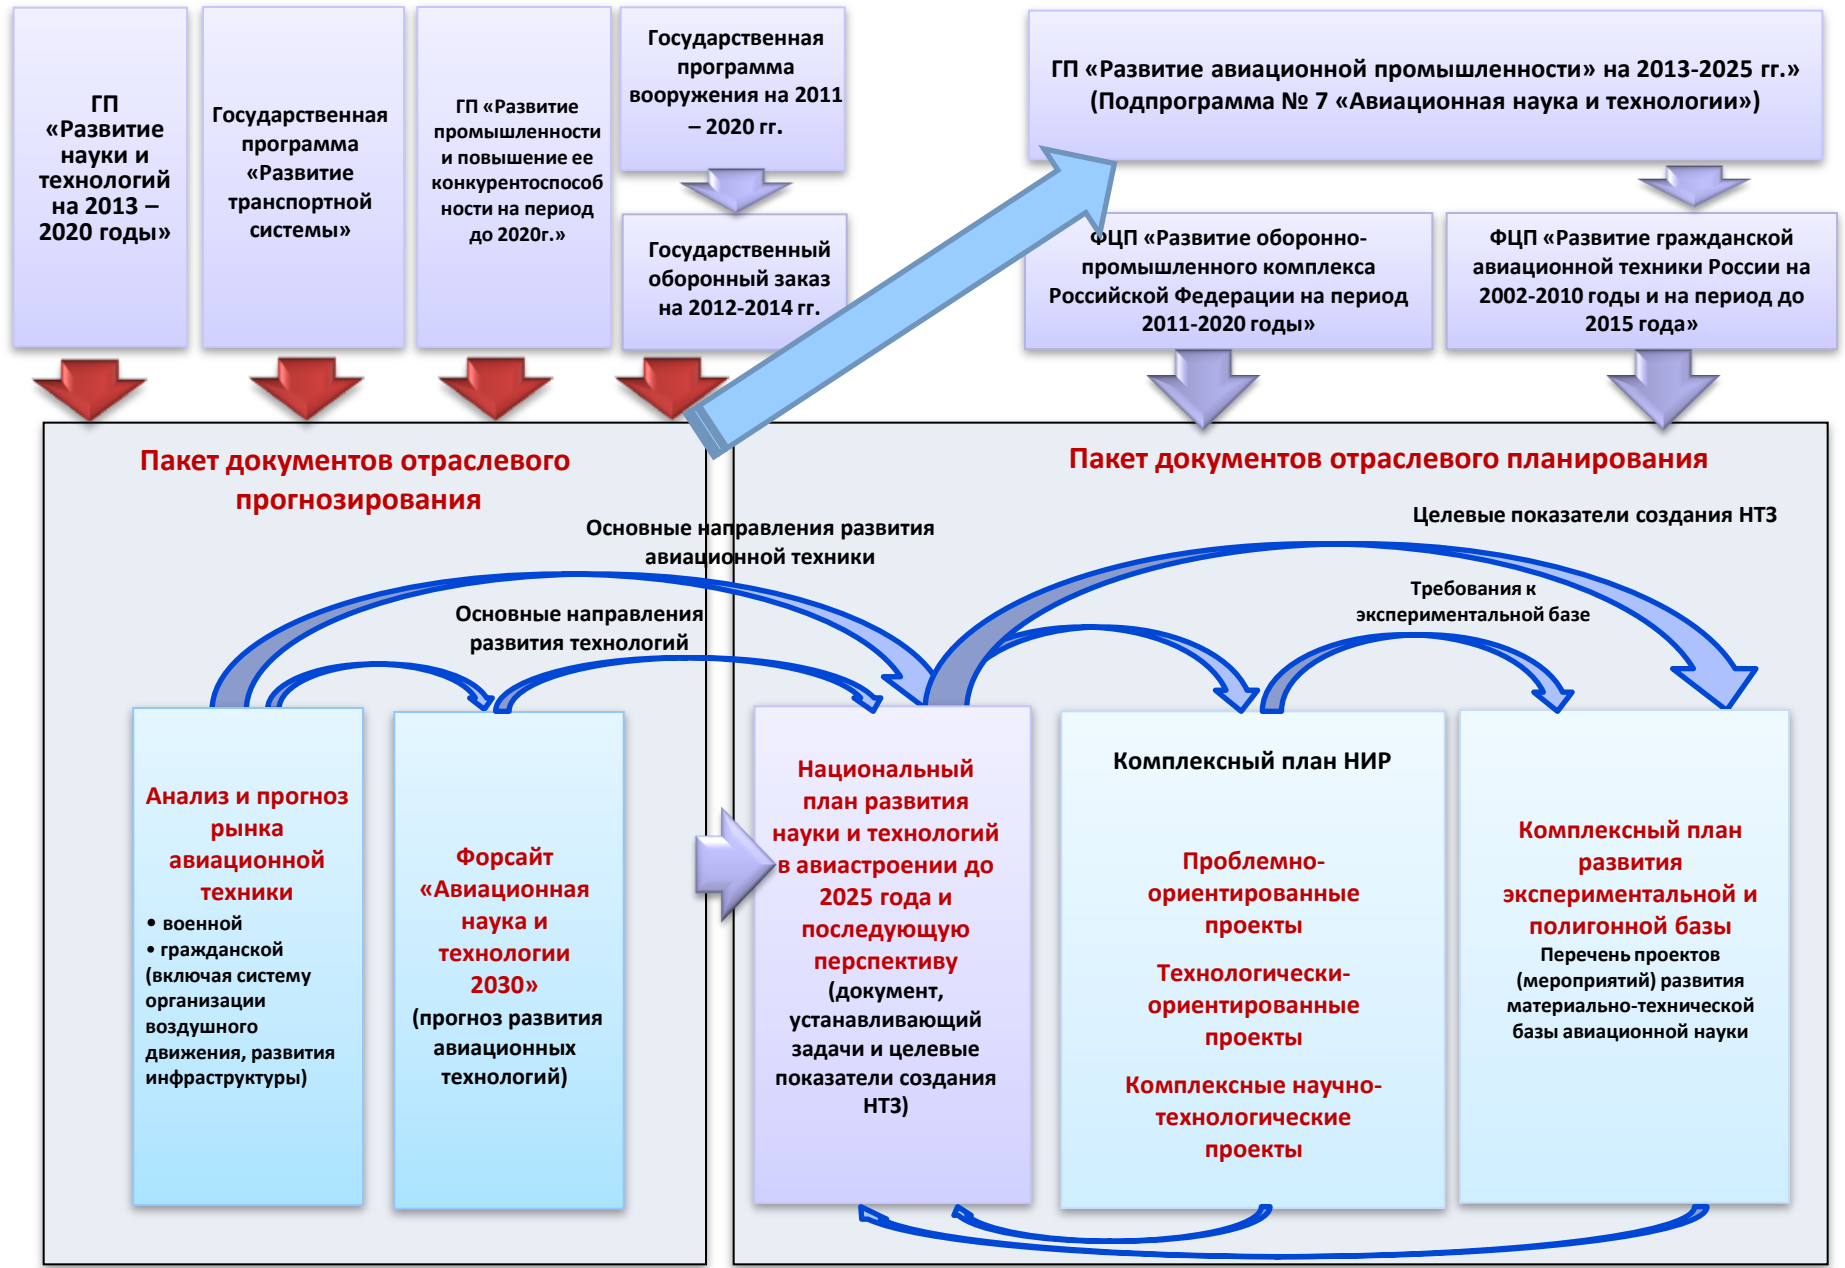 ГП
«Развитие
науки и
технологий
на 2013 –
2020 годы»
Государственная
программа
«Развитие
транспортной
системы»
ГП «Развитие
промышленности
и повышение ее
конкурентоспособ
ности на период
до 2020г.»
Государственная
программа
вооружения на 2011
– 2020 гг.
Государственный
оборонный заказ
на 2012-2014 гг.
ГП «Развитие авиационной промышленности» на 2013-2025 гг.»
(Подпрограмма № 7 «Авиационная наука и технологии»)
ФЦП «Развитие оборонно-
промышленного комплекса
Российской Федерации на период
2011-2020 годы»
ФЦП «Развитие гражданской
авиационной техники России на
2002-2010 годы и на период до
2015 года»
Пакет документов отраслевого
прогнозирования
Пакет документов отраслевого планирования
Основные направления развития
авиационной техники
Основные направления
развития технологий
Целевые показатели создания НТЗ
Требования к
экспериментальной базе
Анализ и прогноз
рынка
авиационной
техники
• военной
• гражданской
(включая систему
организации
воздушного
движения, развития
инфраструктуры)
Форсайт
«Авиационная
наука и
технологии
2030»
(прогноз развития
авиационных
технологий)
Национальный
план развития
науки и технологий
в авиастроении до
2025 года и
последующую
перспективу
(документ,
устанавливающий
задачи и целевые
показатели создания
НТЗ)
Комплексный план НИР
Проблемно-
ориентированные
проекты
Технологически-
ориентированные
проекты
Комплексные научно-
технологические
проекты
Комплексный план
развития
экспериментальной и
полигонной базы
Перечень проектов
(мероприятий) развития
материально-технической
базы авиационной науки